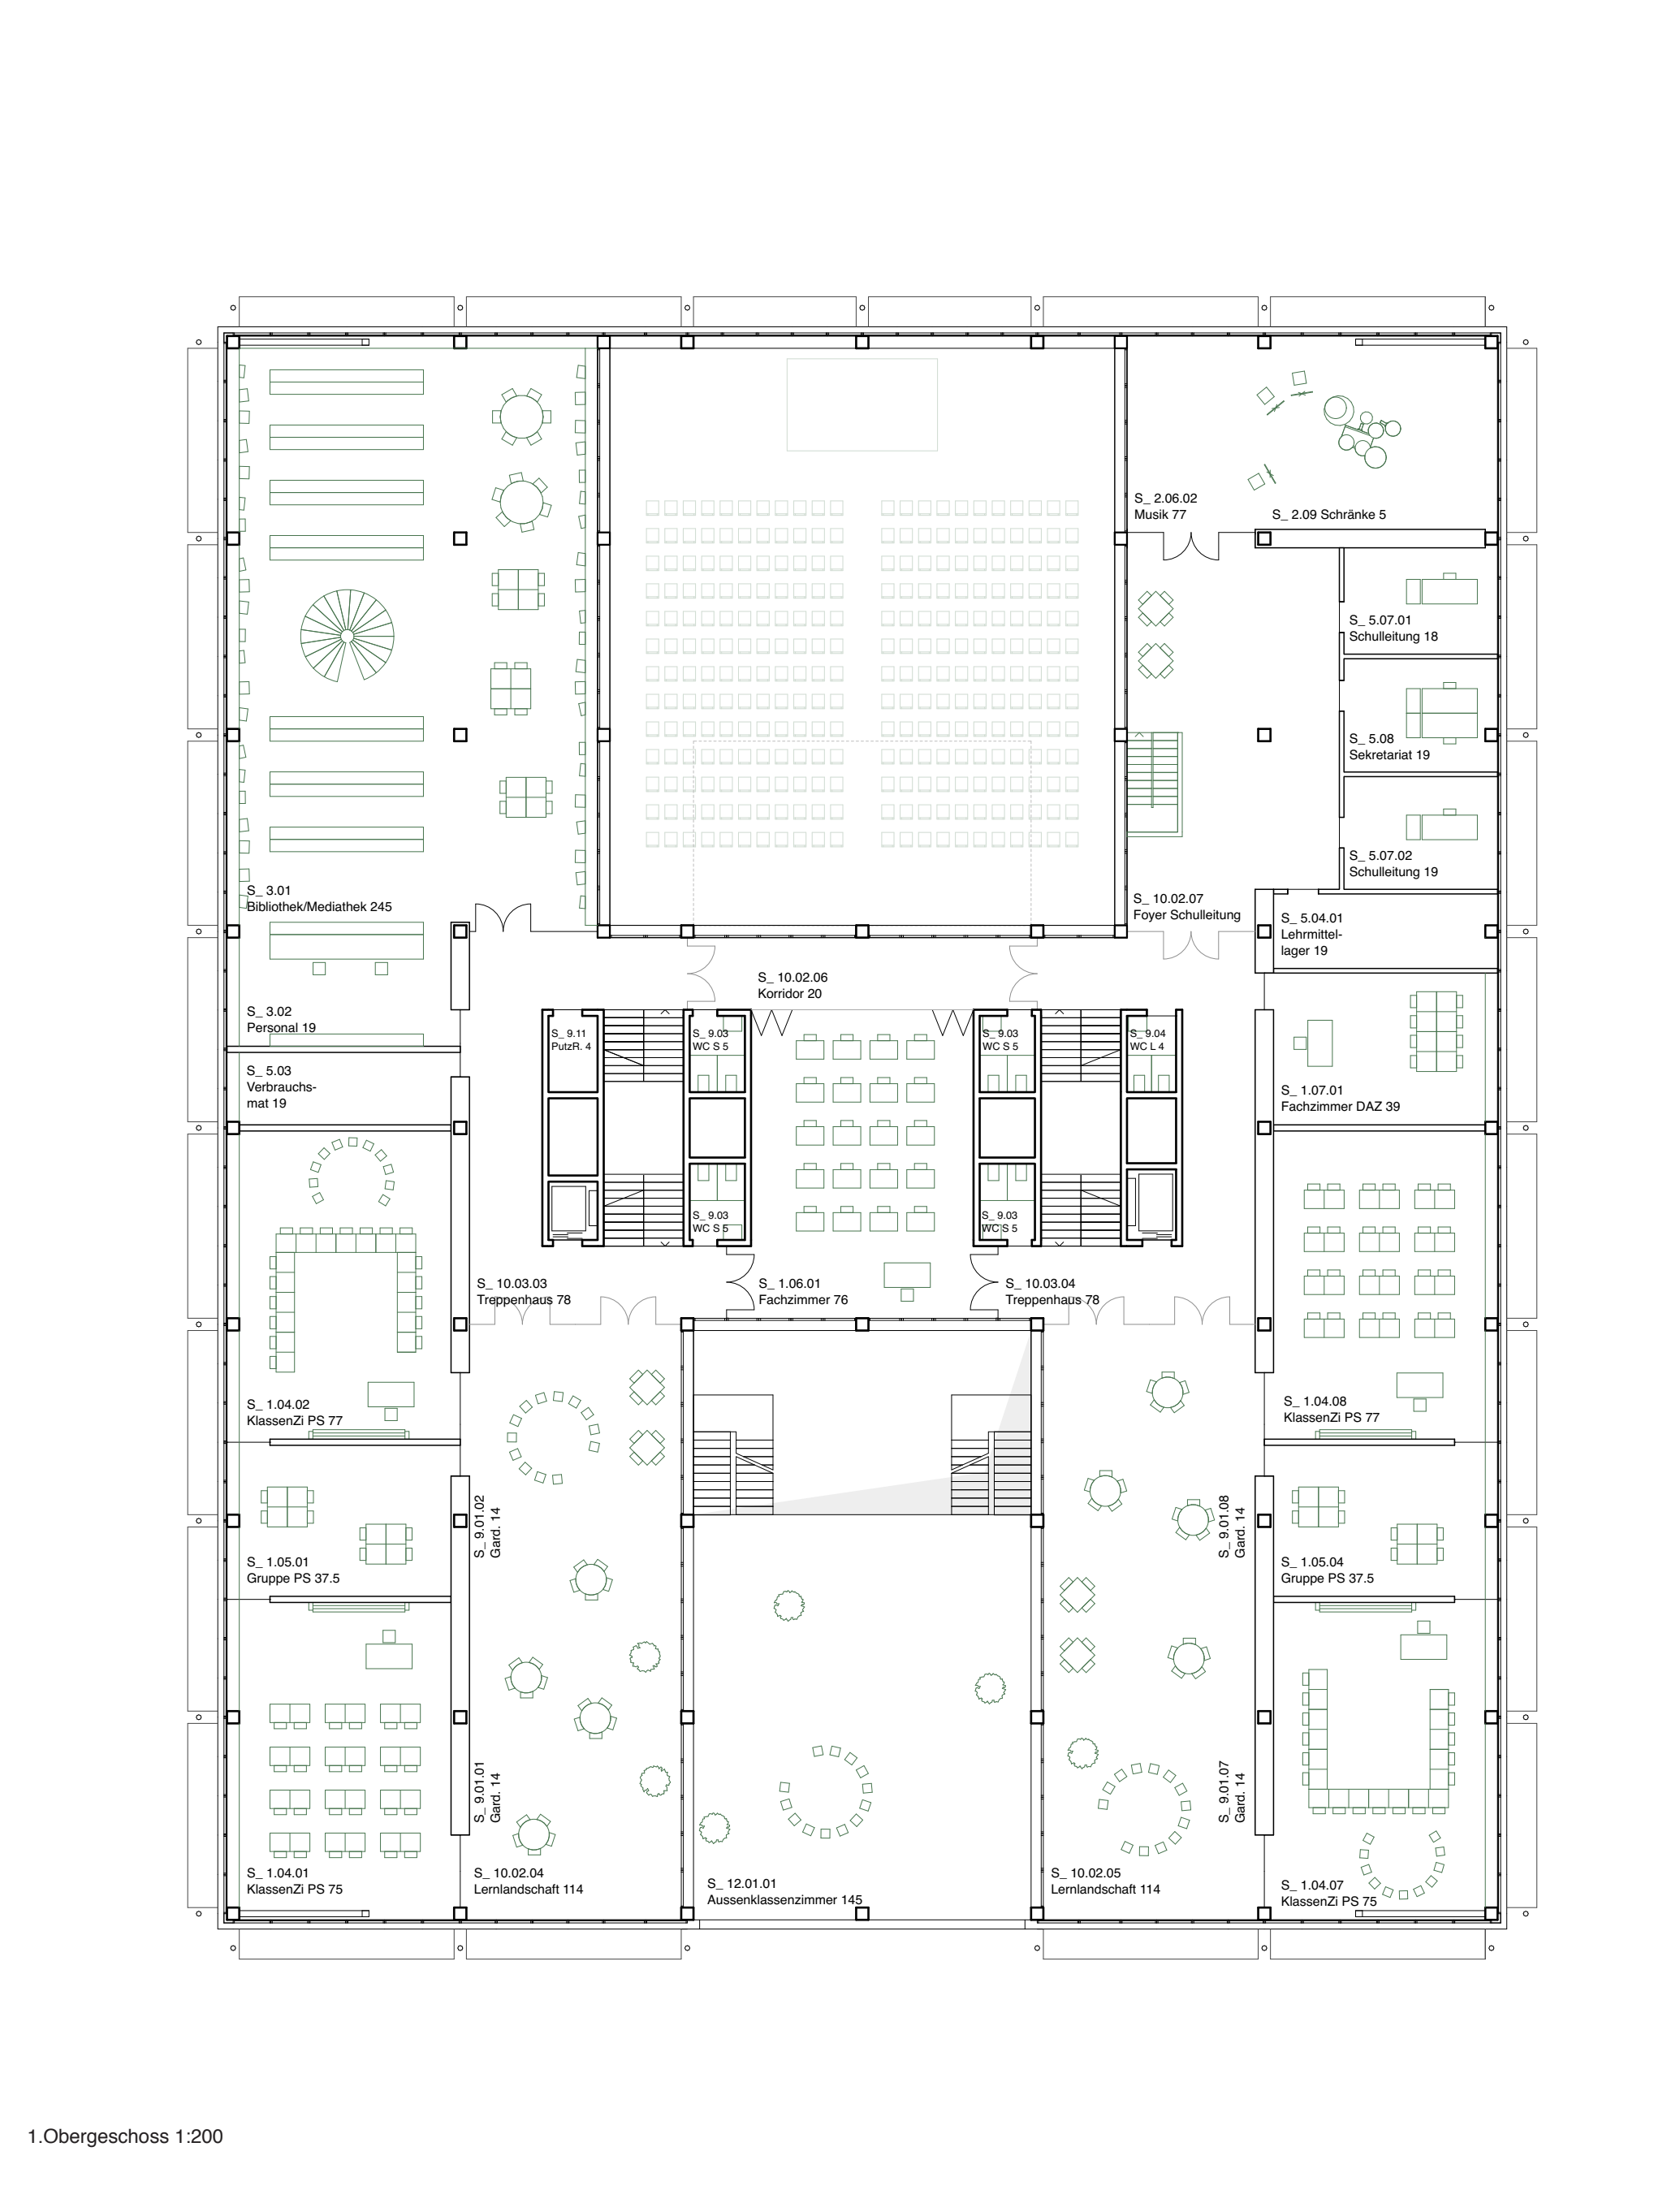 S_ 2.06.02
Musik 77
S_ 2.09 Schränke 5
S_ 5.07.01
Schulleitung 18
S_ 5.08
Sekretariat 19
S_ 5.07.02
Schulleitung 19
S_ 3.01
Bibliothek/Mediathek 245
S_ 10.02.07
Foyer Schulleitung
S_ 5.04.01
Lehrmittel-
lager 19
S_ 10.02.06
Korridor 20
S_ 3.02
Personal 19
S_ 9.11
PutzR. 4
S_ 9.03
WC S 5
S_ 9.03
WC S 5
S_ 9.04
WC L 4
S_ 5.03
Verbrauchs-
mat 19
S_ 1.07.01
Fachzimmer DAZ 39
S_ 9.03
WC S 5
S_ 9.03
WC S 5
S_ 10.03.03
Treppenhaus 78
S_ 1.06.01
Fachzimmer 76
S_ 10.03.04
Treppenhaus 78
S_ 1.04.02
KlassenZi PS 77
S_ 1.04.08
KlassenZi PS 77
S_ 9.01.02
Gard. 14
S_ 9.01.08
Gard. 14
S_ 1.05.01
Gruppe PS 37.5
S_ 1.05.04
Gruppe PS 37.5
S_ 9.01.01
Gard. 14
S_ 9.01.07
Gard. 14
S_ 1.04.01
KlassenZi PS 75
S_ 10.02.04
Lernlandschaft 114
S_ 12.01.01
Aussenklassenzimmer 145
S_ 10.02.05
Lernlandschaft 114
S_ 1.04.07
KlassenZi PS 75
1.Obergeschoss 1:200